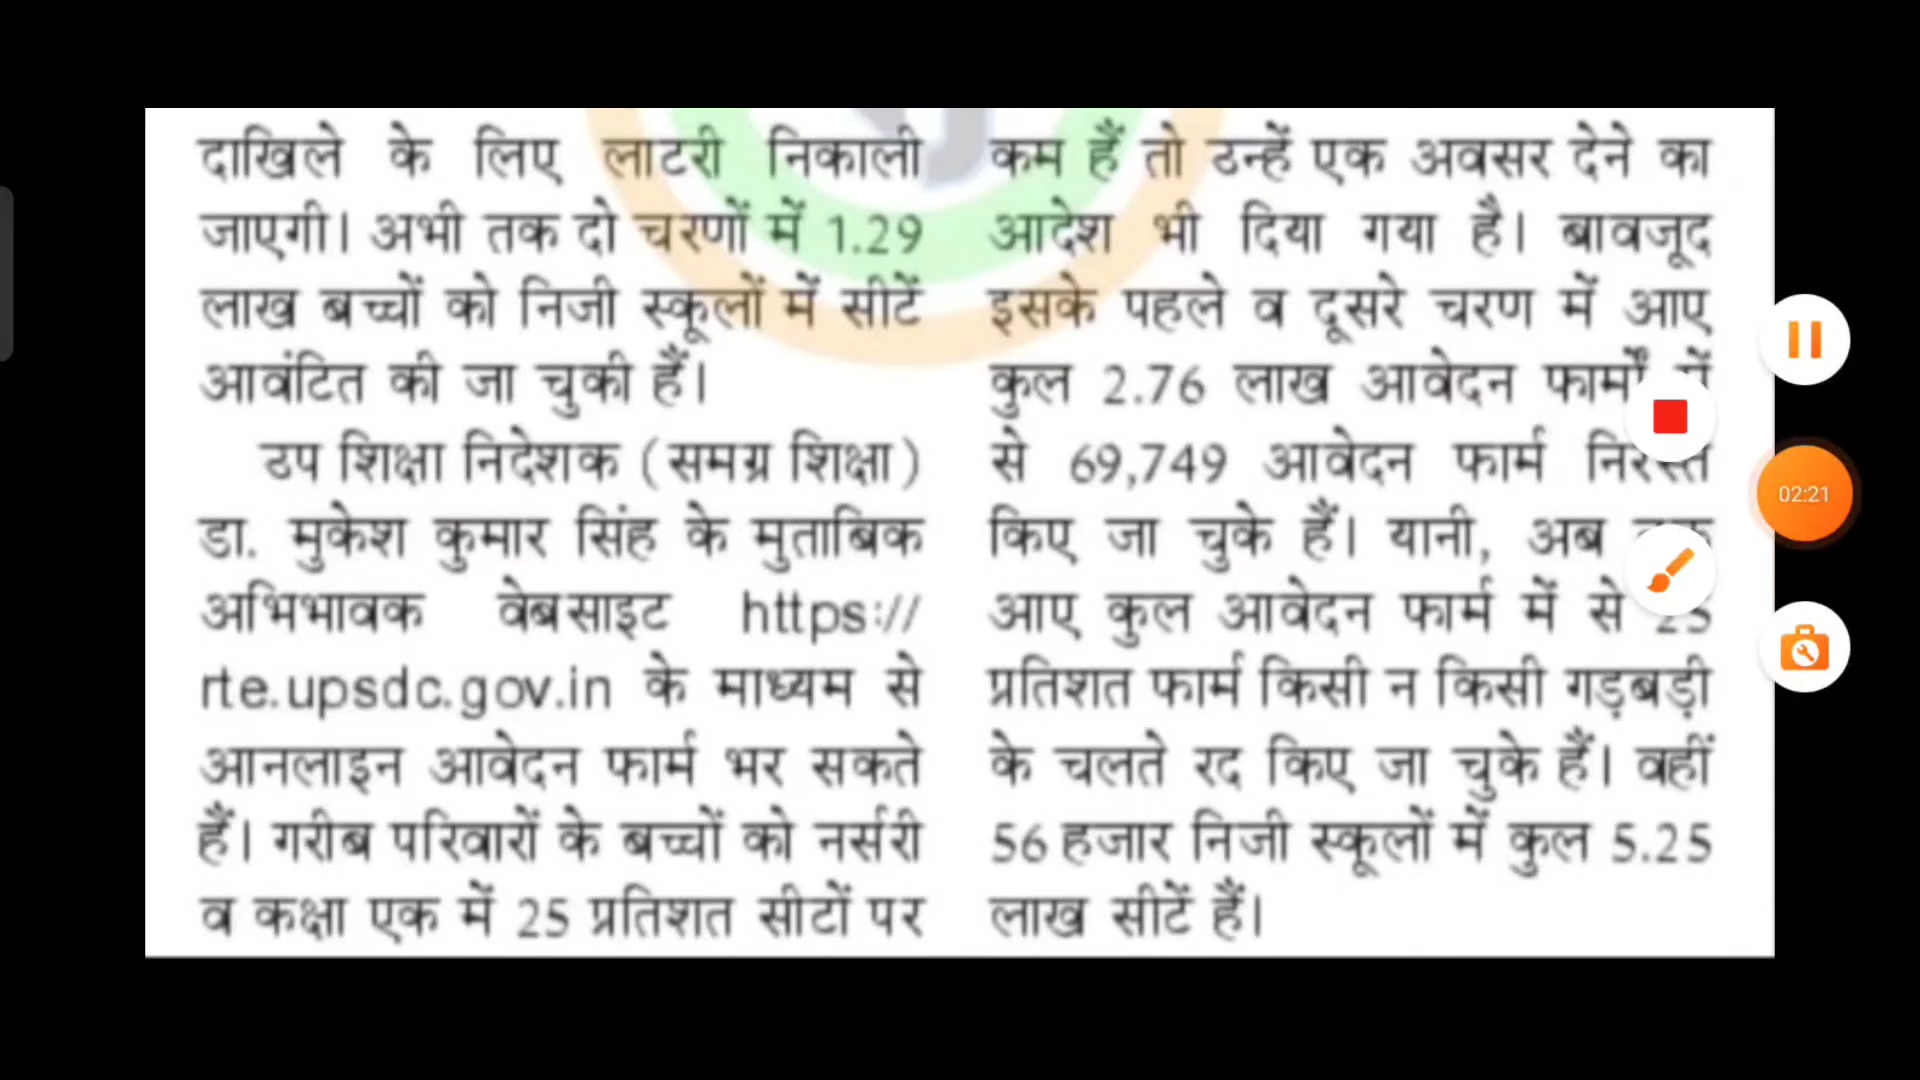 दाखिले के लिए लाटरी निकाली
जाएगी। अभी तक दो चरणों में 1.29
लाख बच्चों को निजी स्कूलों में सीटें
आवंटित की जा चुकी हैं।
उप शिक्षा निदेशक (समग्र शिक्षा)
डा. मुकेश कुमार सिंह के मुताबिक
अभिभावक वेबसाइट https://
rte.upsdc.gov.in के माध्यम से
आनलाइन आवेदन फार्म भर सकते
हैं। गरीब परिवारों के बच्चों को नर्सरी
व कक्षा एक में 25 प्रतिशत सीटों पर
कम हैं तो उन्हें एक अवसर देने का
आदेश भी दिया गया है। बावजूद
इसके पहले व दूसरे चरण में आए
कुल 2.76 लाख आवेदन फार्मों में
से 69,749 आवेदन फार्म निरस्त
किए जा चुके हैं। यानी, अब
आए कुल आवेदन फार्म में से 25
प्रतिशत फार्म किसी न किसी गड़बड़ी
के चलते रद किए जा चुके हैं। वहीं
56 हजार निजी स्कूलों में कुल 5.25
लाख सीटें हैं।
02:21